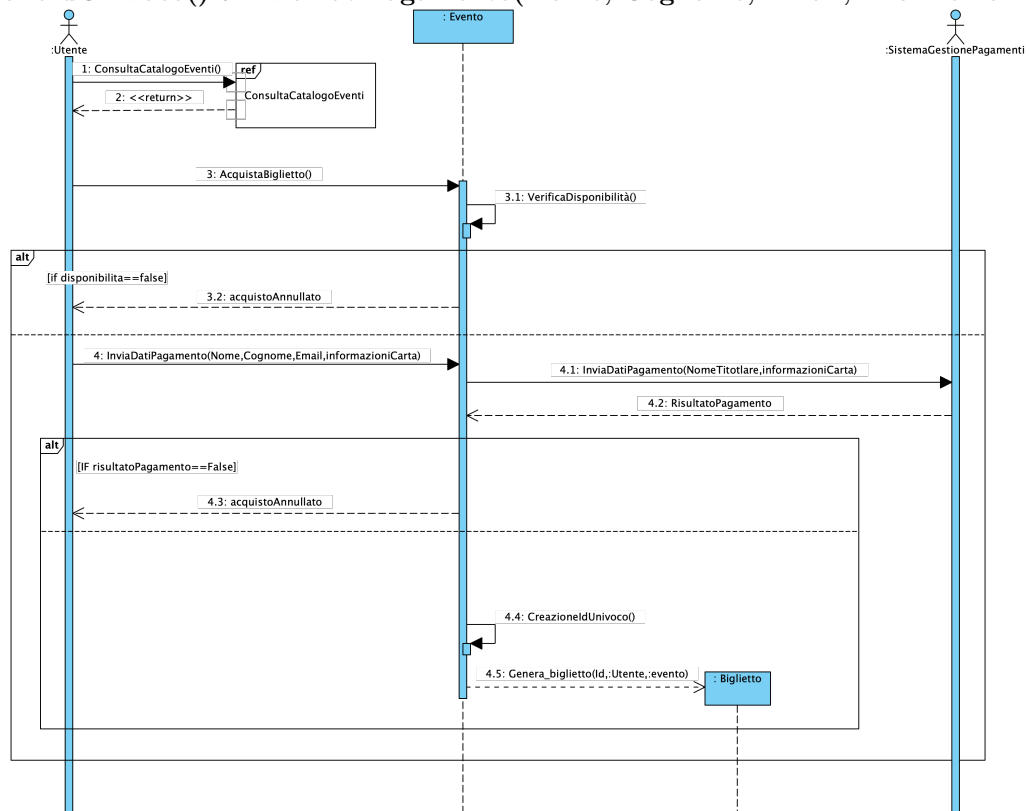 : Evento
:Utente
:SistemaGestionePagamenti
1: ConsultaCatalogoEventi()
ref
2: <<return>>
ConsultaCatalogoEventi
3: AcquistaBiglietto()
3.1: VerificaDisponibilità()
alt
[if disponibilita==false]
3.2: acquistoAnnullato
4: InviaDatiPagamento(Nome,Cognome,Email,informazioniCarta)
4.1: InviaDatiPagamento(NomeTitotlare,informazioniCarta)
4.2: RisultatoPagamento
alt
[IF risultatoPagamento==False]
4.3: acquistoAnnullato
4.4: CreazioneIdUnivoco()
4.5: Genera_biglietto(Id,:Utente,:evento)
: Biglietto